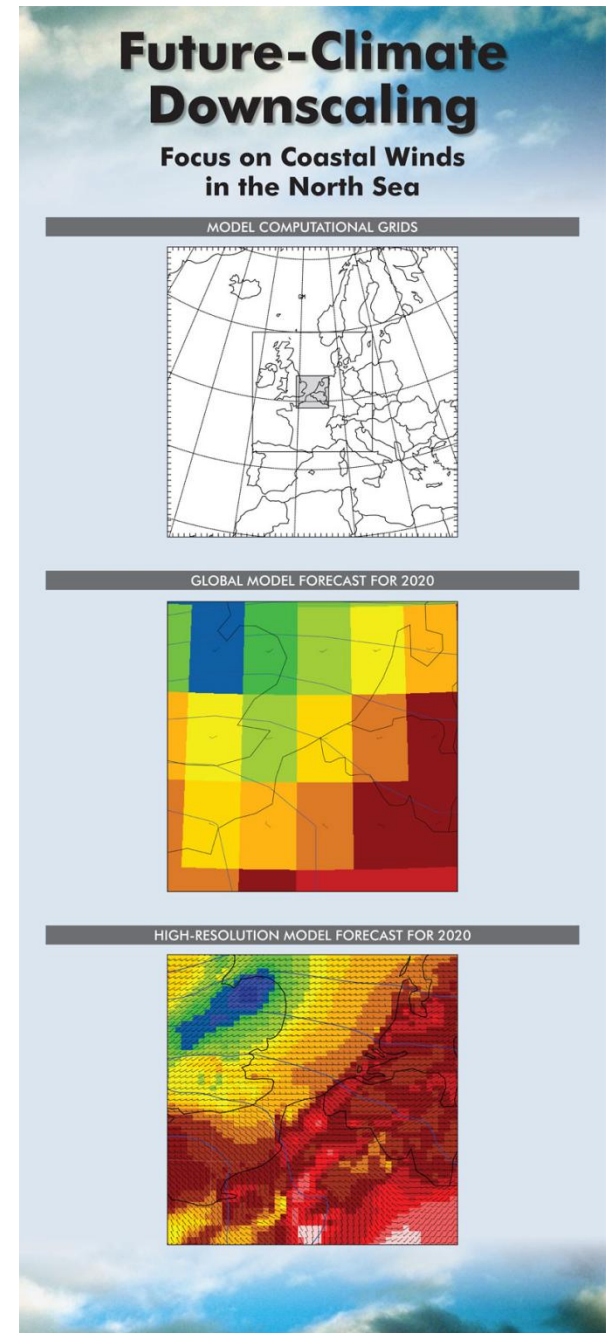 Future-Climate
Downscaling
Focus on Coastal Winds
in the North Sea
MODEL COMPUTATIONAL GRIDS
GLOBAL MODEL FORECAST FOR 2020
HIGH-RESOLUTION MODEL FORECAST FOR 2020